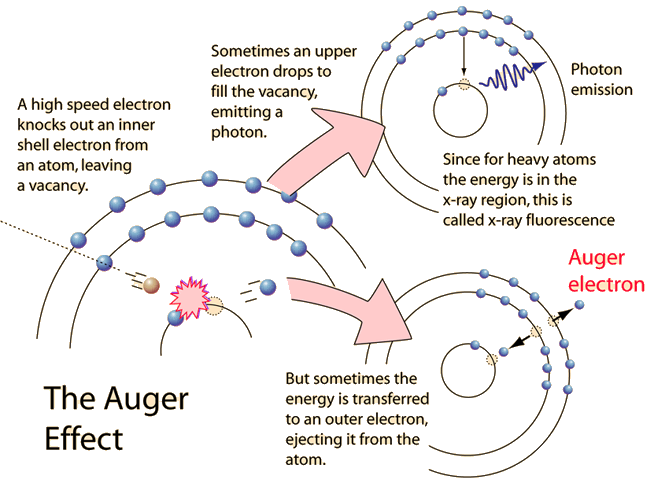 A high speed electron
knocks out an inner
shell electron from
an atom, leaving
a vacancy.
Sometimes an upper
electron drops to
fill the vacancy,
emitting a
photon.
Photon
emission
Since for heavy atoms
the energy is in the
x-ray region, this is
called x-ray fluorescence
Auger
electron
But sometimes the
energy is transferred
to an outer electron,
ejecting it from the
atom.
The Auger
Effect